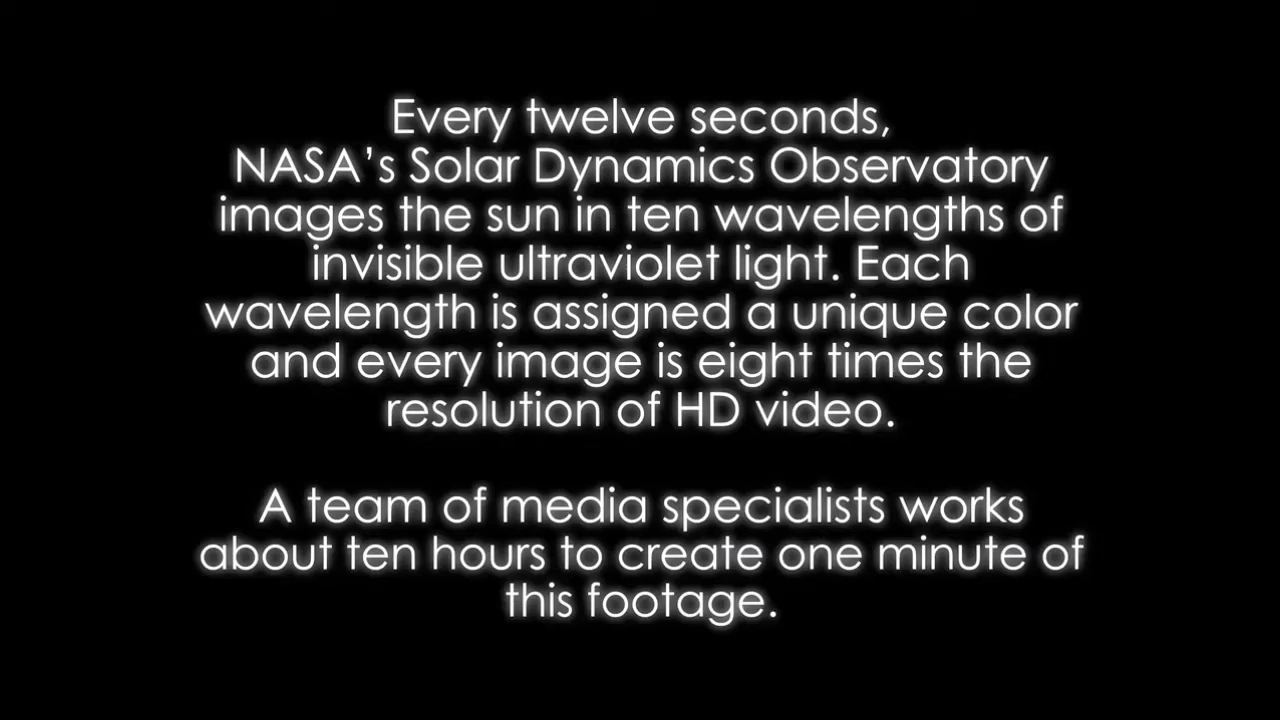 Every twelve seconds,
NASA’s Solar Dynamics Observatory
images the sun in ten wavelengths of
invisible ultraviolet light. Each
wavelength is assigned a unique color
and every image is eight times the
resolution of HD video.
A team of media specialists works
about ten hours to create one minute of
this footage.